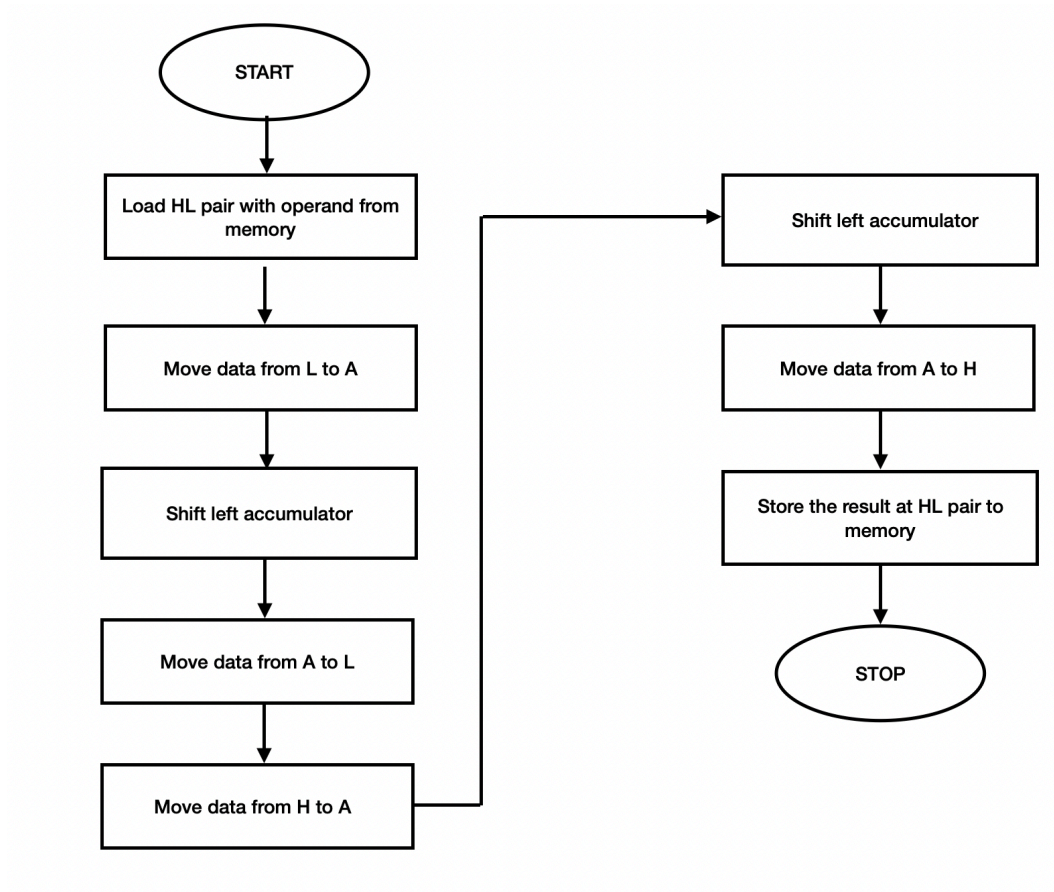 START
Load HL pair with operand from
memory
Move data from L to A
Shift left accumulator
Move data from A to L
Move data from H to A
Shift left accumulator
Move data from A to H
Store the result at HL pair to
memory
STOP